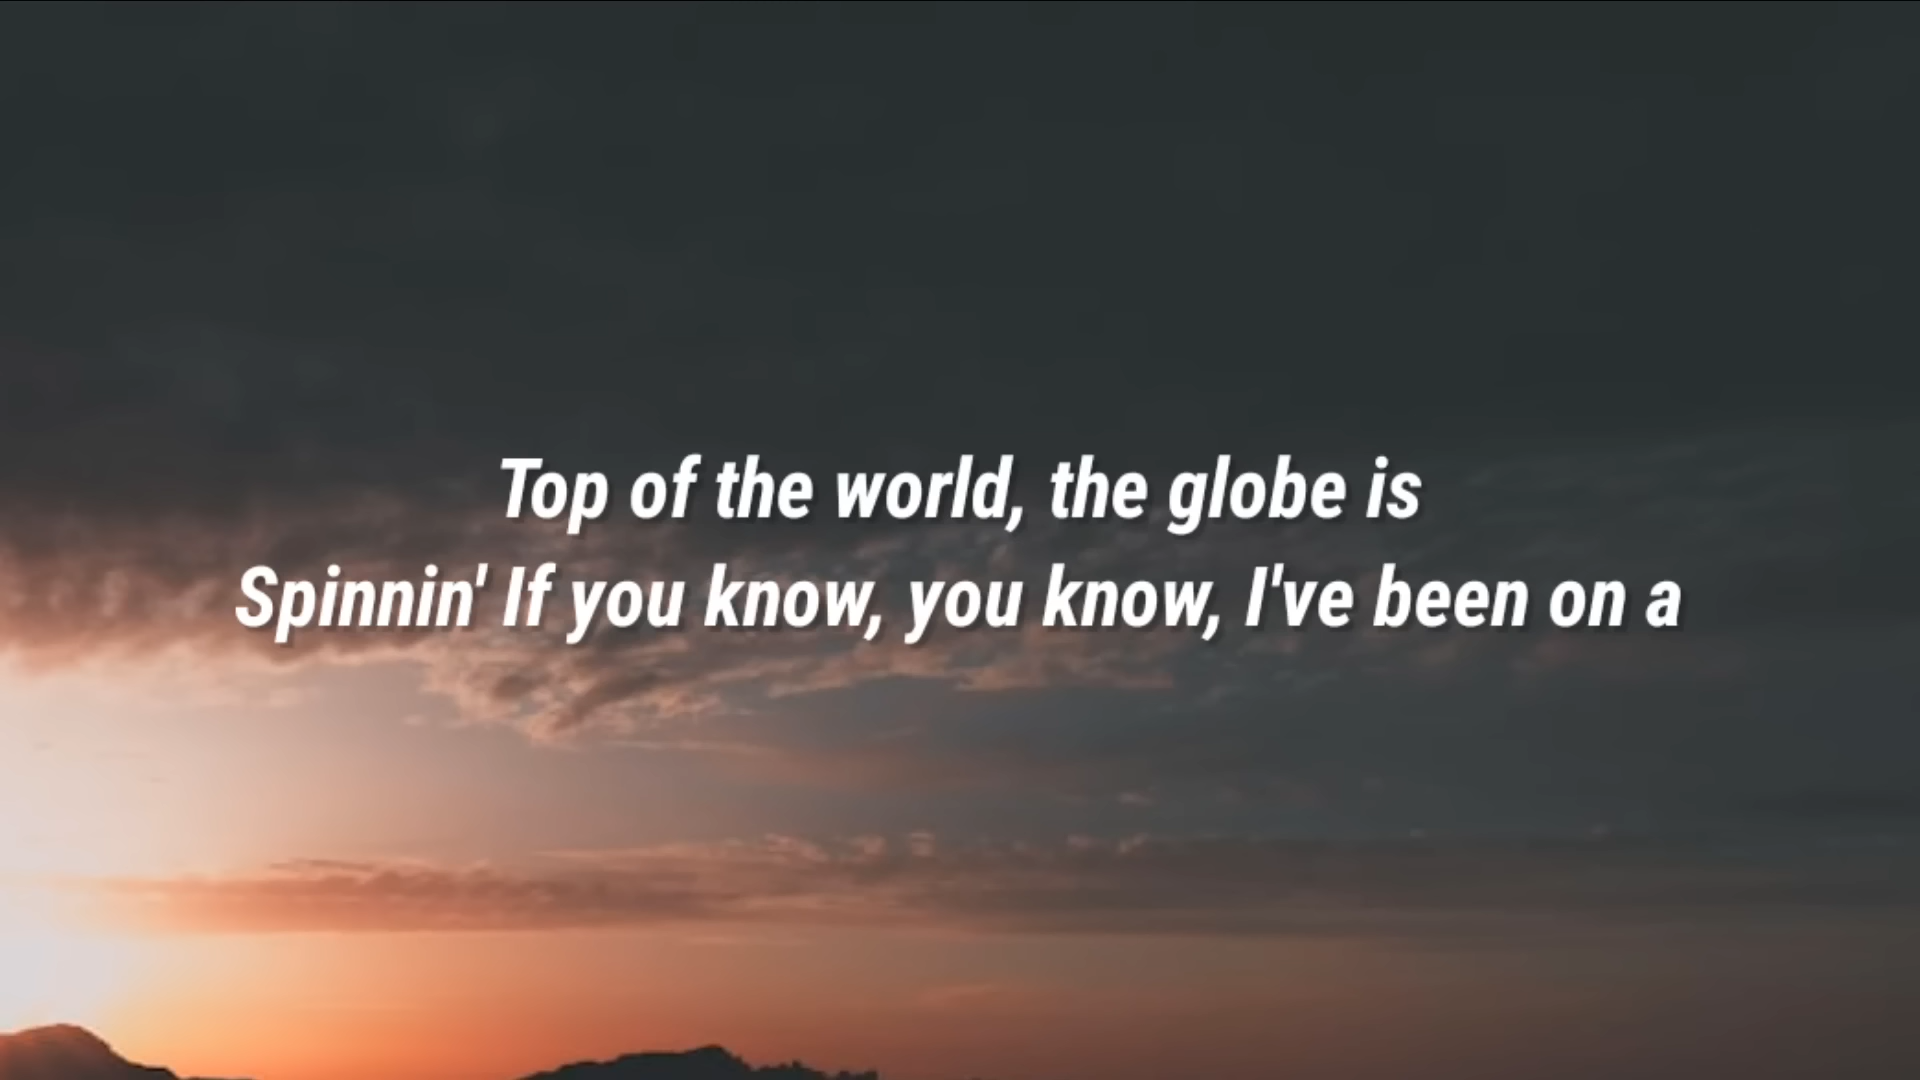 Top of the world, the globe is
Spinnin' If you know, you know, I've been on a